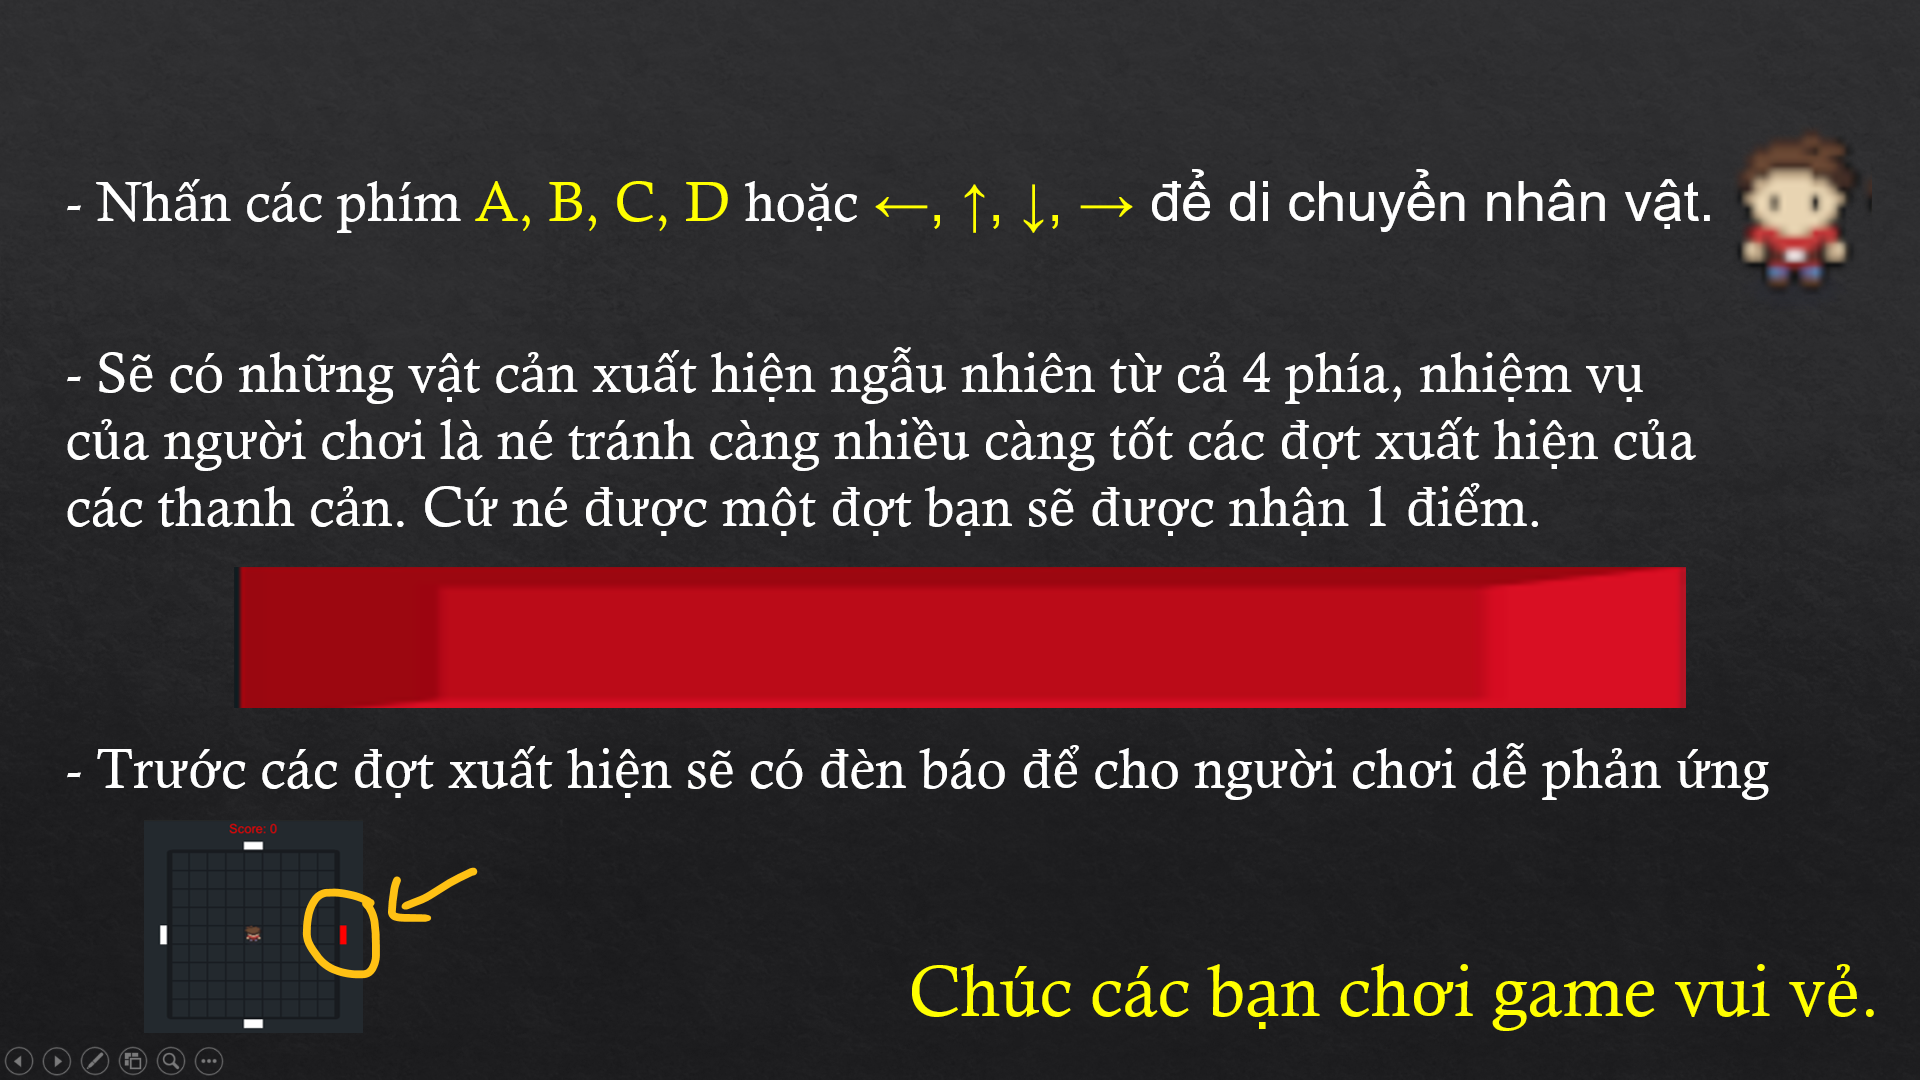 - Nhấn các phím A, B, C, D hoặc ←, ↑, ↓, → để di chuyển nhân vật.
- Sẽ có những vật cản xuất hiện ngẫu nhiên từ cả 4 phía, nhiệm vụ
của người chơi là né tránh càng nhiều càng tốt các đợt xuất hiện của
các thanh cản. Cứ né được một đợt bạn sẽ được nhận 1 điểm.
- Trước các đợt xuất hiện sẽ có đèn báo để cho người chơi dễ phản ứng
Score: 0
Chúc các bạn chơi game vui vẻ.